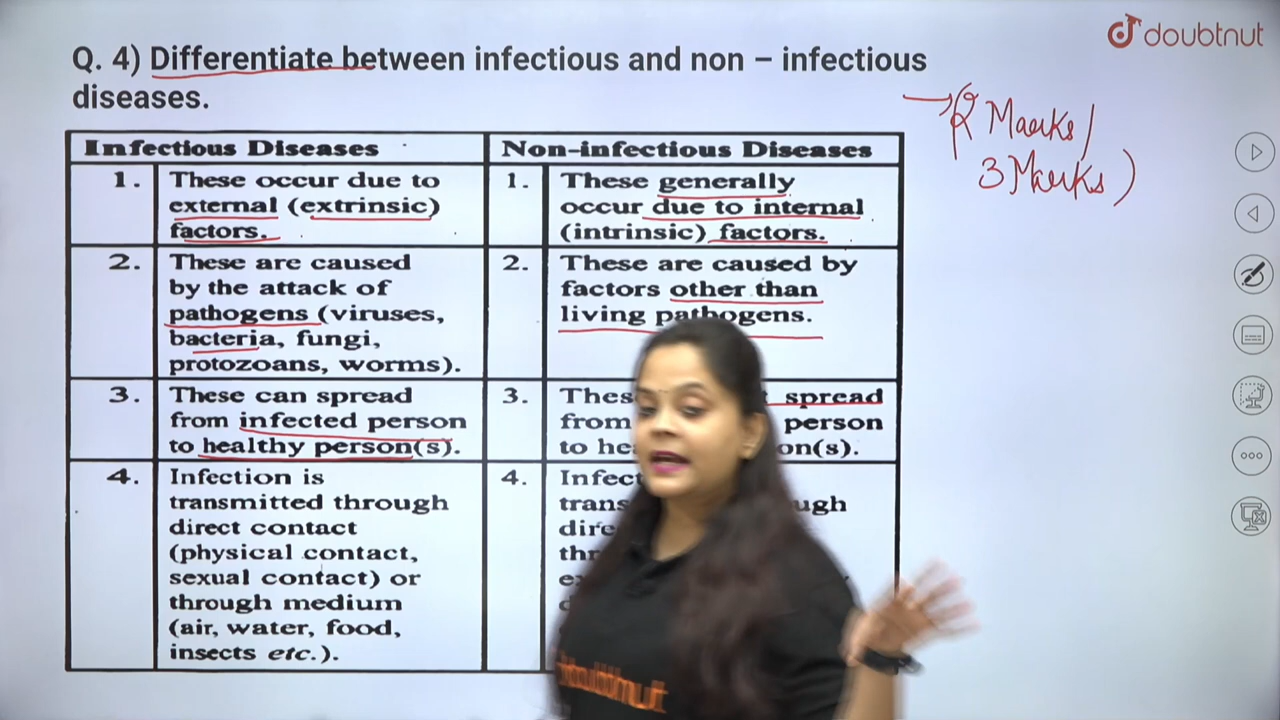 doubtnut
Q. 4) Differentiate between infectious and non – infectious
diseases.
→ (2 Marks/
3 Marks)
Infectious Diseases
Non-infectious Diseases
1. These occur due to
external (extrinsic)
factors.
1. These generally
occur due to internal
(intrinsic) factors.
2. These are caused
by the attack of
pathogens (viruses,
bacteria, fungi,
protozoans, worms).
2. These are caused by
factors other than
living pathogens.
3. These can spread
from infected person
to healthy person(s).
3. spread
from person
to
4. Infection is
transmitted through
direct contact
(physical contact,
sexual contact) or
through medium
(air, water, food,
insects etc.).
4.
doubtnut